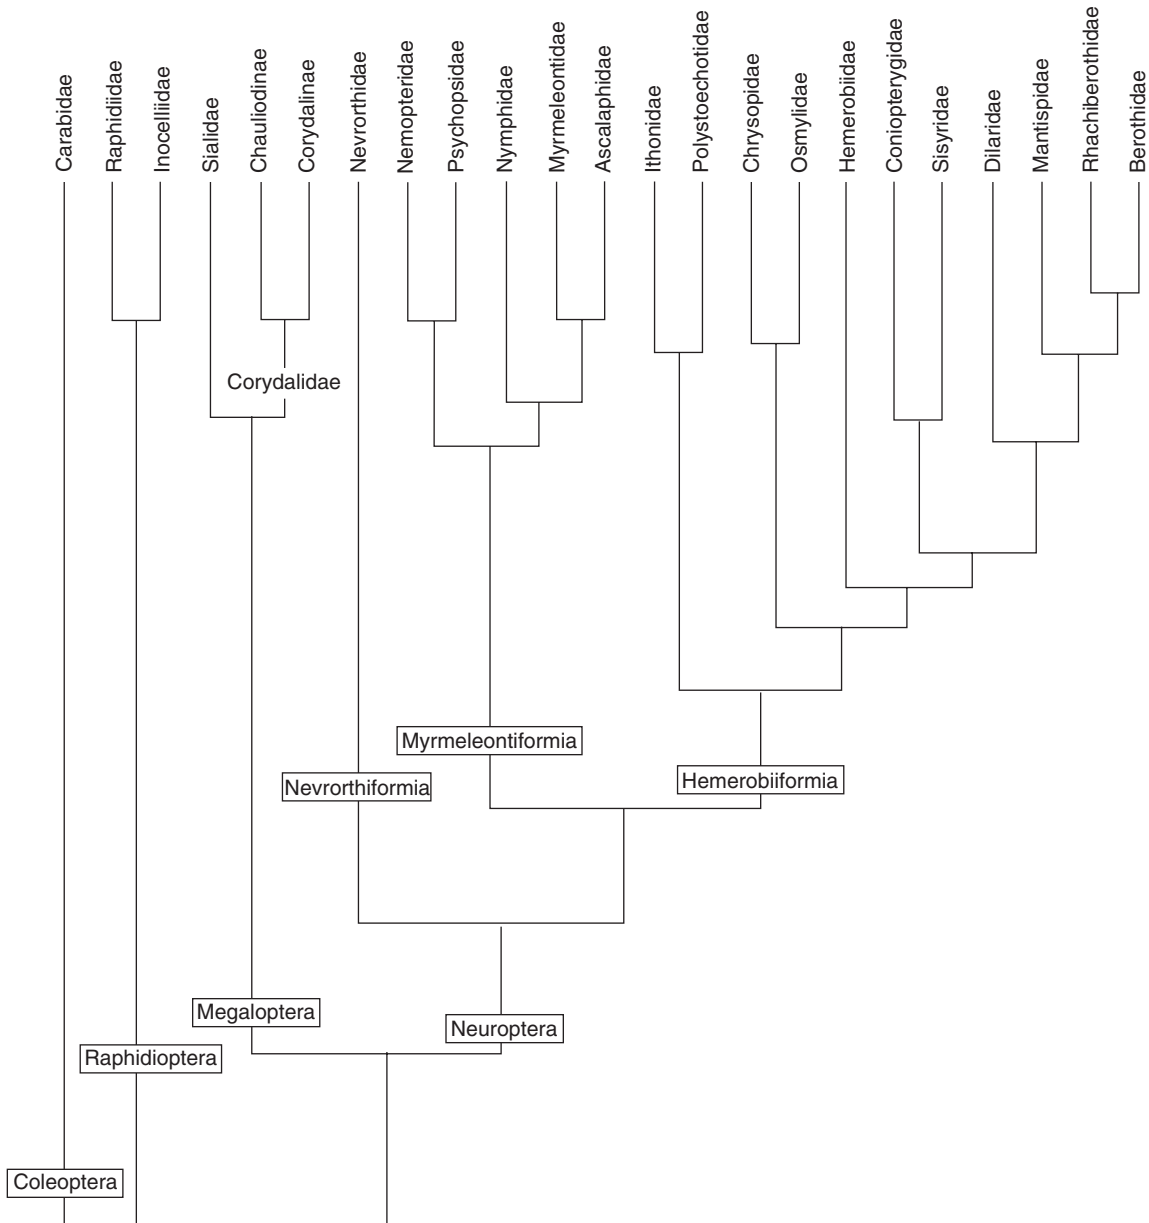 Carabidae
Raphidiidae
Inocelliidae
Sialidae
Chauliodinae
Corydalinae
Nevrorthidae
Nemopteridae
Psychopsidae
Nymphidae
Myrmeleontidae
Ascalaphidae
Ithonidae
Polystoechotidae
Chrysopidae
Osmylidae
Hemerobiidae
Coniopterygidae
Sisyridae
Dilaridae
Mantispidae
Rhachiberothidae
Berothidae
Corydalidae
Myrmeleontiformia
Hemerobiiformia
Nevrorthiformia
Megaloptera
Neuroptera
Raphidioptera
Coleoptera